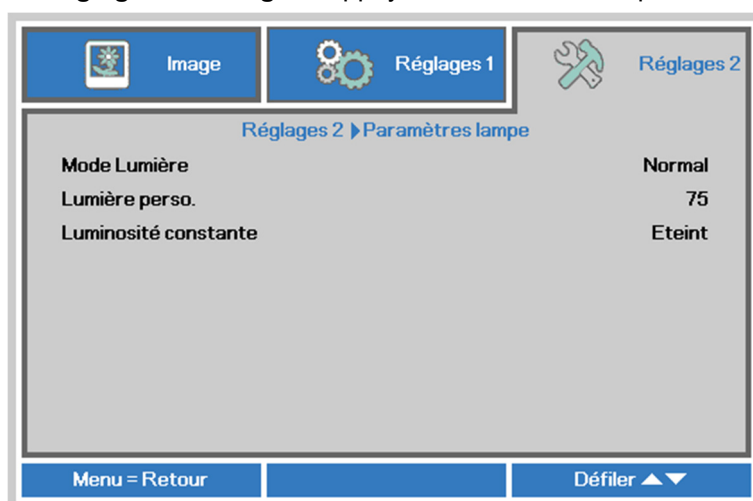 Image
Réglages 1
Réglages 2
Réglages 2 ▶Paramètres lampe
Mode Lumière Normal
Lumière perso. 75
Luminosité constante Eteint
Menu = Retour
Défiler ▲▼